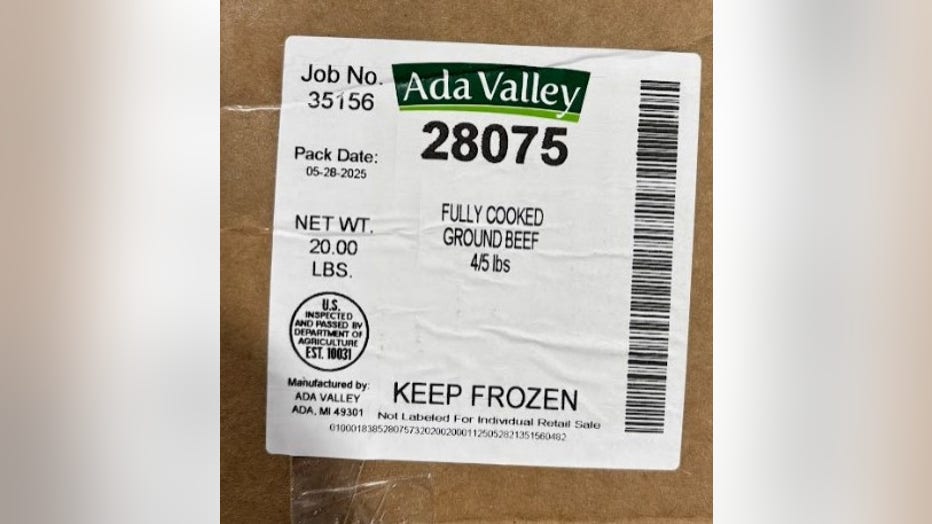 Job No.
35156
Ada Valley
28075
Pack Date:
05-28-2025
FULLY COOKED
GROUND BEEF
4/5 lbs
NET WT.
20.00
LBS.
U.S.
INSPECTED
AND PASSED BY
DEPARTMENT OF
AGRICULTURE
EST. 10031
Manufactured by:
ADA VALLEY
ADA, MI 49301
KEEP FROZEN
Not Labeled For Individual Retail Sale